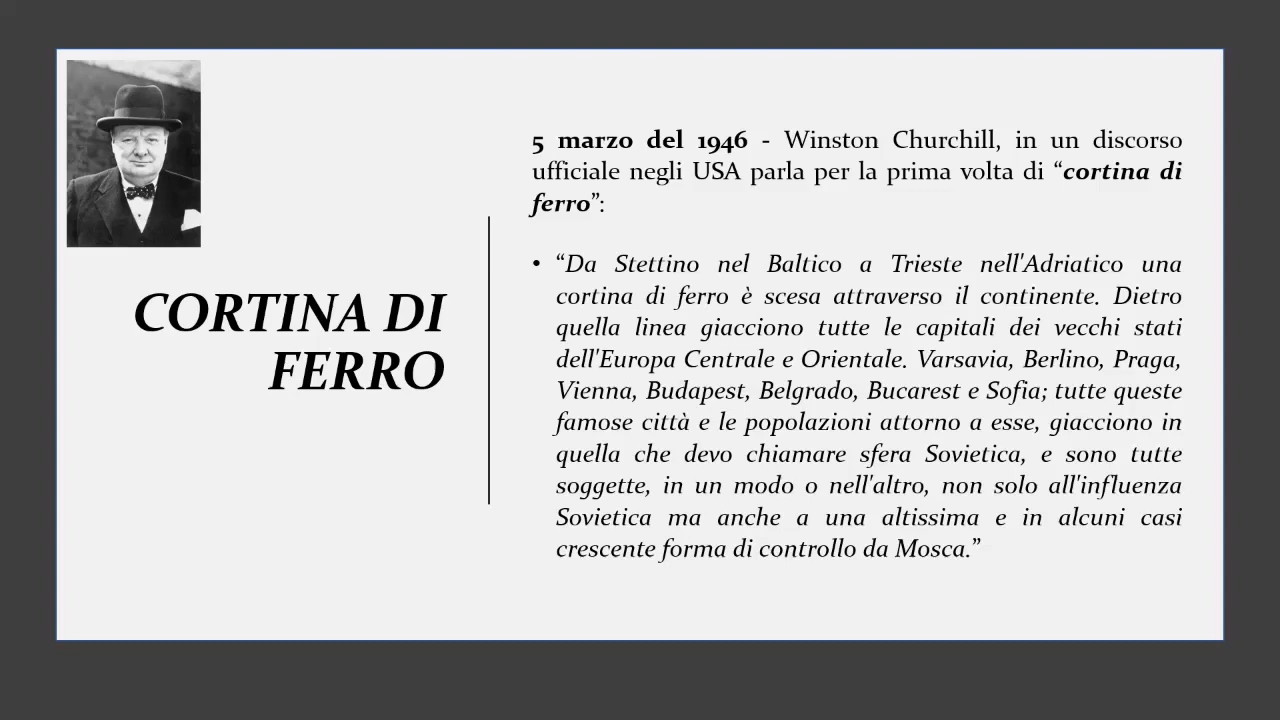 CORTINA DI
FERRO
5 marzo del 1946 - Winston Churchill, in un discorso
ufficiale negli USA parla per la prima volta di “cortina di
ferro”:
• “Da Stettino nel Baltico a Trieste nell'Adriatico una
cortina di ferro è scesa attraverso il continente. Dietro
quella linea giacciono tutte le capitali dei vecchi stati
dell'Europa Centrale e Orientale. Varsavia, Berlino, Praga,
Vienna, Budapest, Belgrado, Bucarest e Sofia; tutte queste
famose città e le popolazioni attorno a esse, giacciono in
quella che devo chiamare sfera Sovietica, e sono tutte
soggette, in un modo o nell'altro, non solo all'influenza
Sovietica ma anche a una altissima e in alcuni casi
crescente forma di controllo da Mosca.”